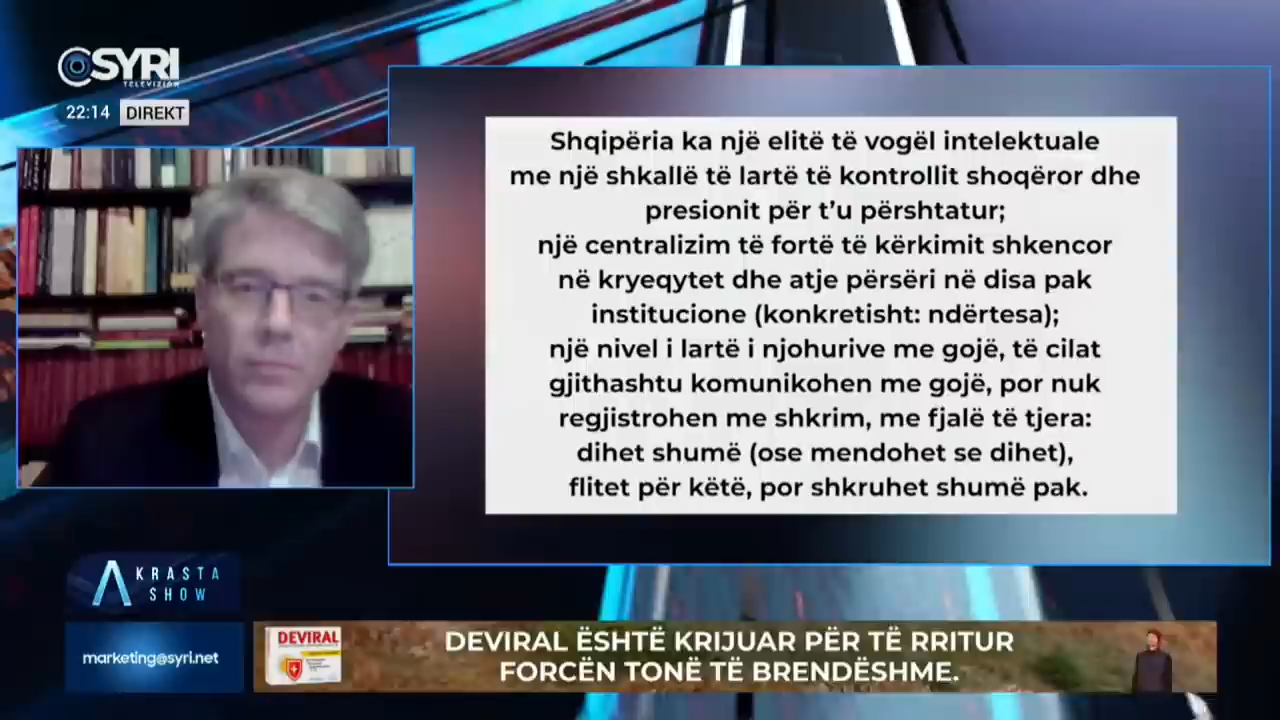 SYRI
TELEVIZION
22:14 DIREKT
Shqipëria ka një elitë të vogël intelektuale
me një shkallë të lartë të kontrollit shoqëror dhe
presionit për t’u përshtatur;
një centralizim të fortë të kërkimit shkencor
në kryeqytet dhe atje përsëri në disa pak
institucione (konkretisht: ndërtesa);
një nivel i lartë i njohurive me gojë, të cilat
gjithashtu komunikohen me gojë, por nuk
regjistrohen me shkrim, me fjalë të tjera:
dihet shumë (ose mendohet se dihet),
flitet për këtë, por shkruhet shumë pak.
KRASTA
SHOW
marketing@syri.net
DEVIRAL
DEVIRAL ËSHTË KRIJUAR PËR TË RRITUR
FORCËN TONË TË BRENDËSHME.